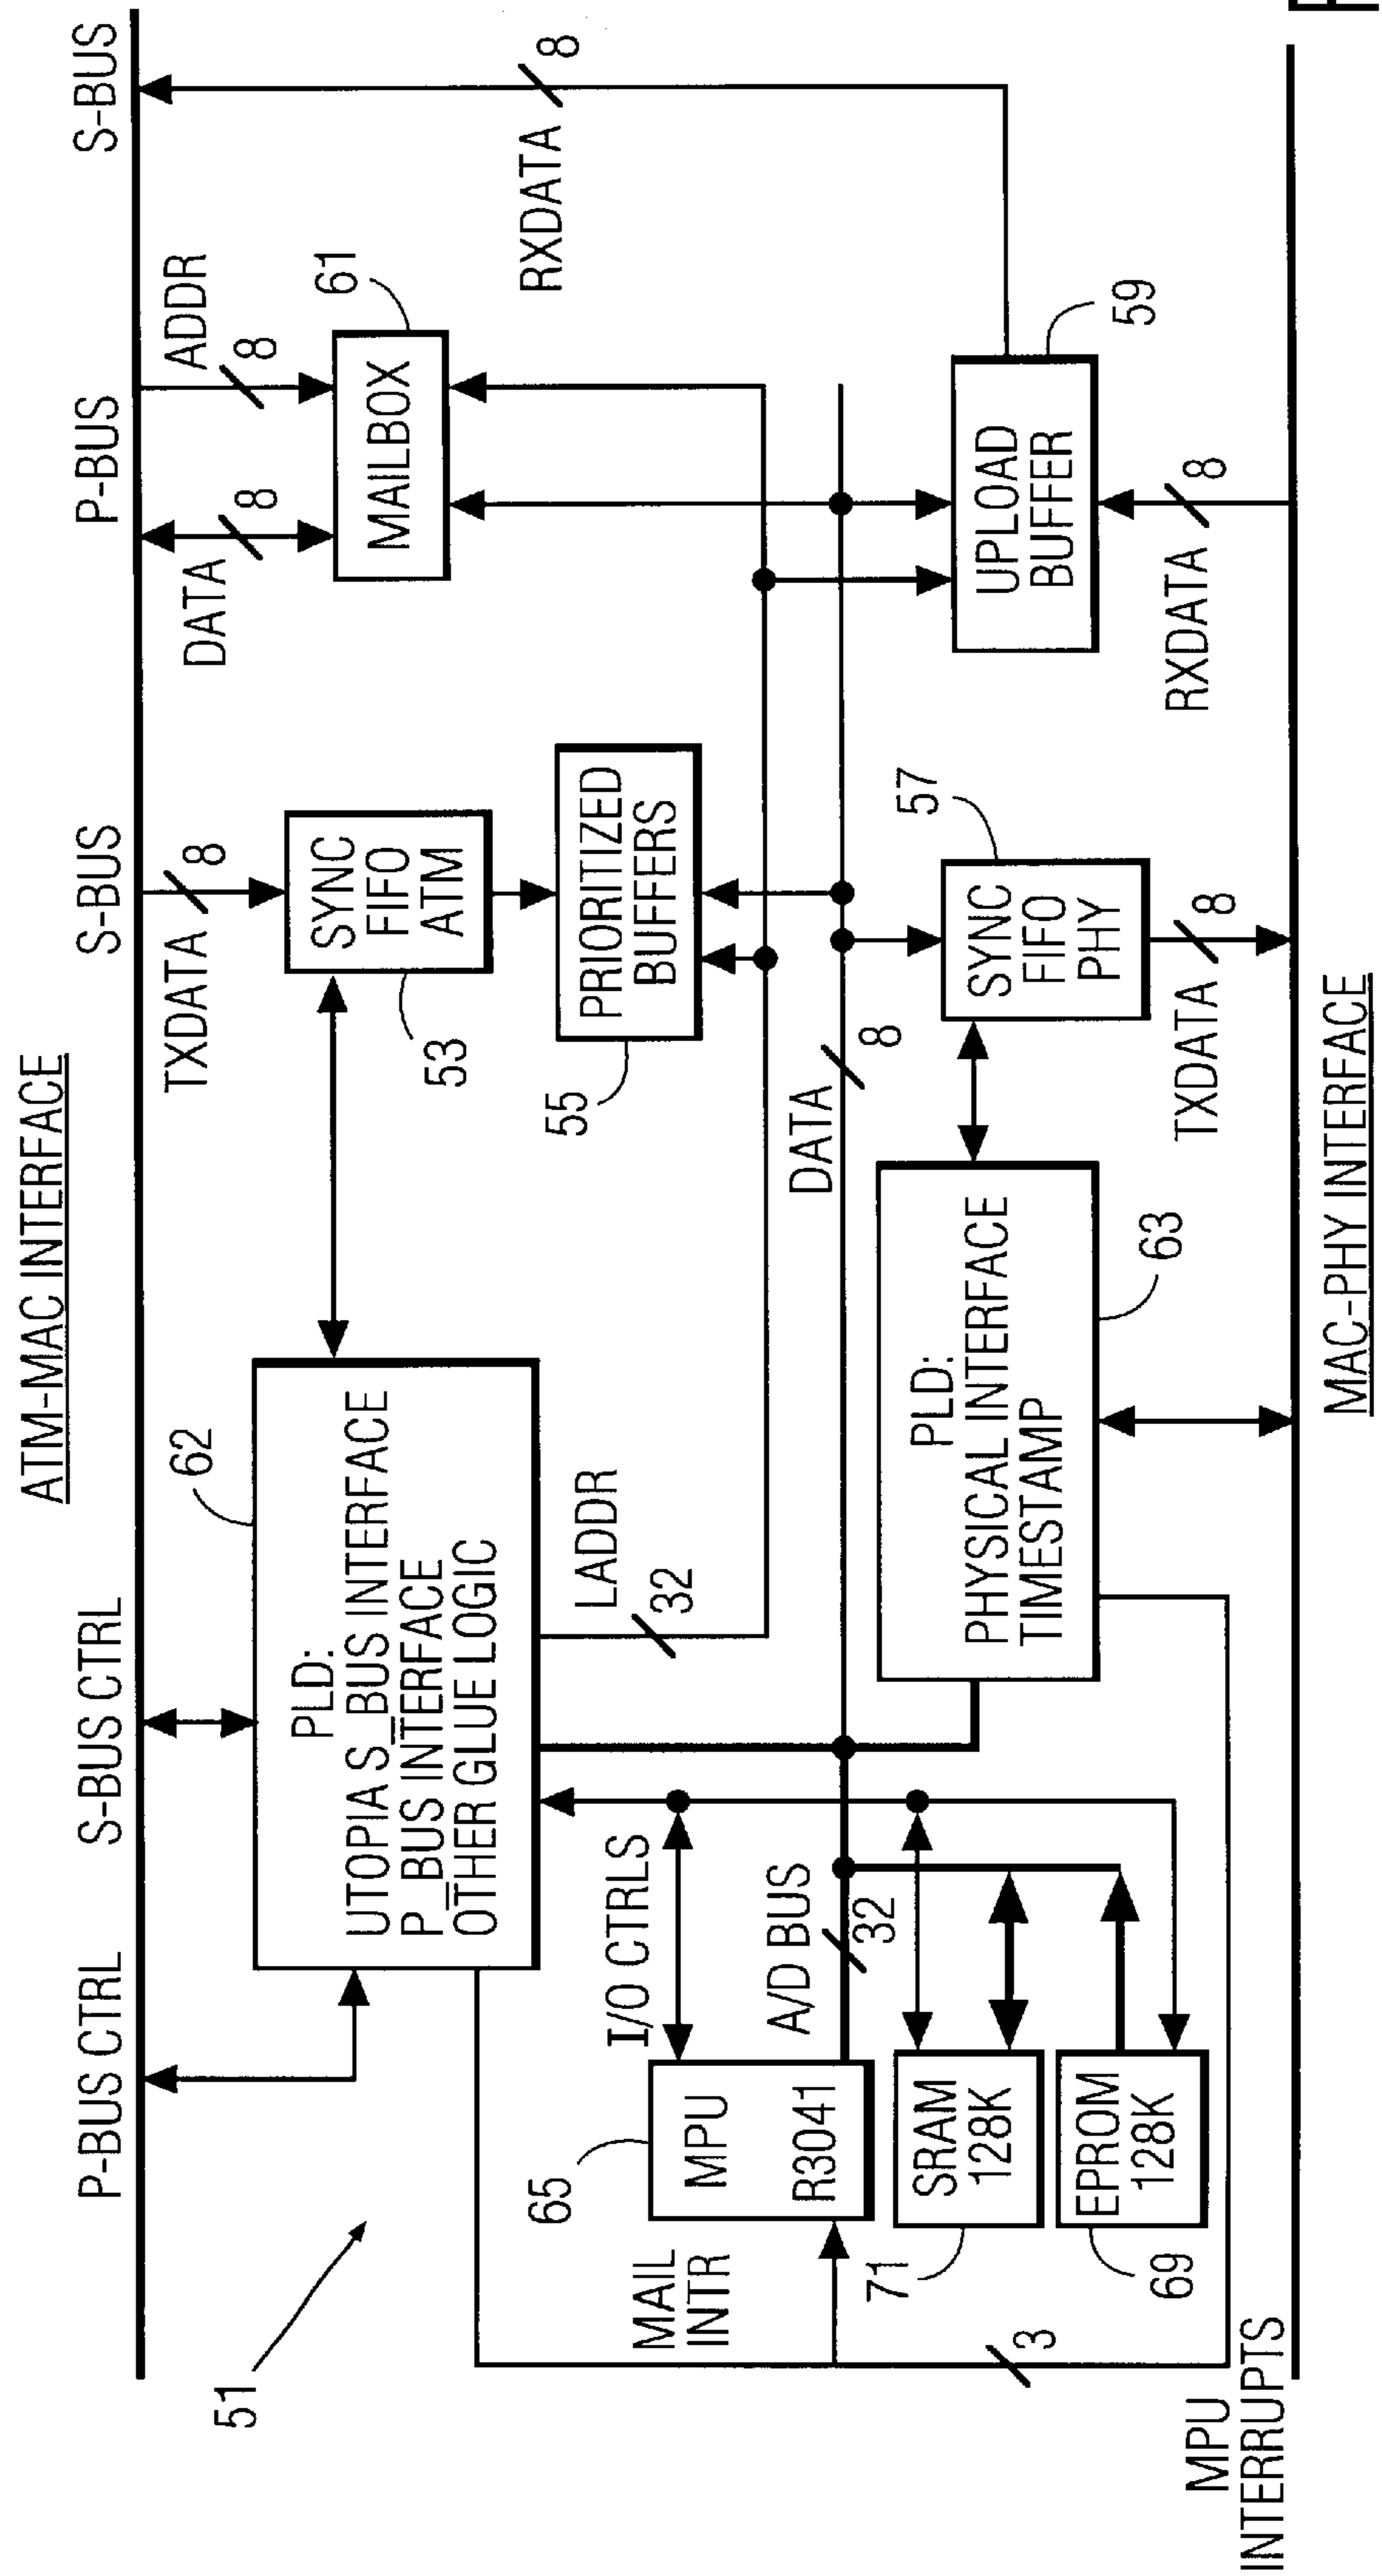 ATM-MAC INTERFACE
P-BUS CTRL
S-BUS CTRL
S-BUS
P-BUS
S-BUS
51
62
PLD:
UTOPIA S_BUS INTERFACE
P_BUS INTERFACE
OTHER GLUE LOGIC
TXDATA
8
SYNC
FIFO
ATM
53
DATA
8
ADDR
8
MAILBOX
61
RXDATA
8
PRIORITIZED
BUFFERS
55
LADDR
32
I/O CTRLS
65
MPU
R3041
MAIL
INTR
A/D BUS
32
DATA
8
SRAM
128K
71
EPROM
128K
69
PLD:
PHYSICAL INTERFACE
TIMESTAMP
63
SYNC
FIFO
PHY
57
TXDATA
8
UPLOAD
BUFFER
59
RXDATA
8
3
MPU
INTERRUPTS
MAC-PHY INTERFACE